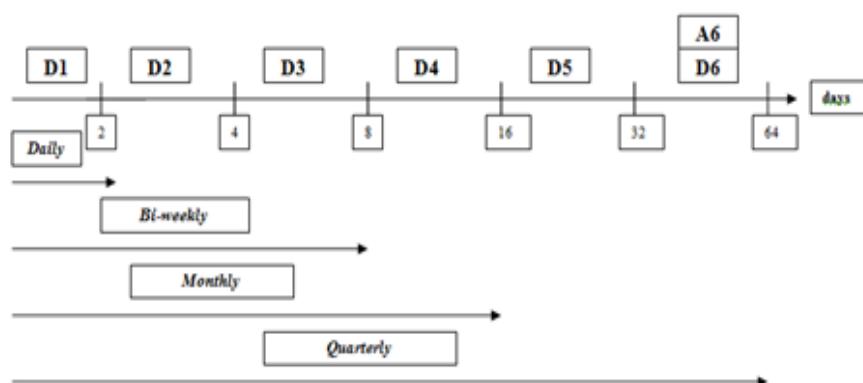 A6
D1 D2 D3 D4 D5 D6
days
2 4 8 16 32 64
Daily
Bi-weekly
Monthly
Quarterly